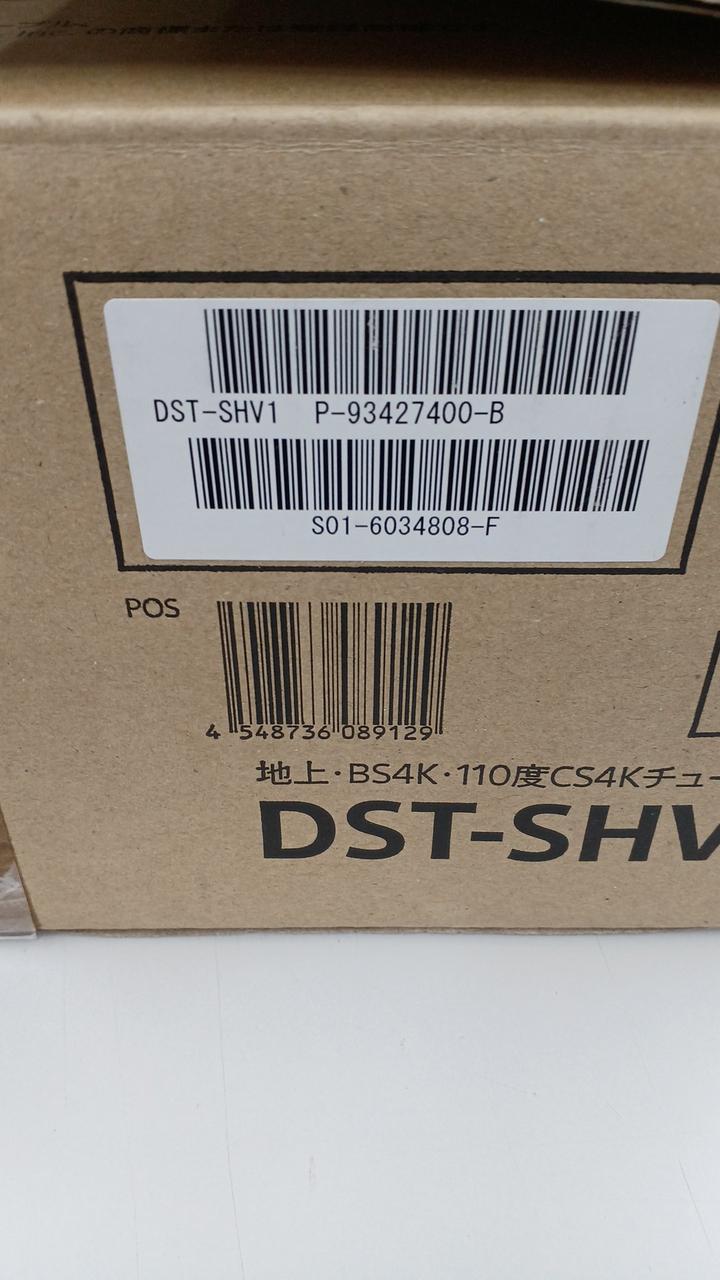 DST-SHV1 P-93427400-B
S01-6034808-F
POS
4 548736 089129
地上・BS4K・110度CS4Kチュー
DST-SHV